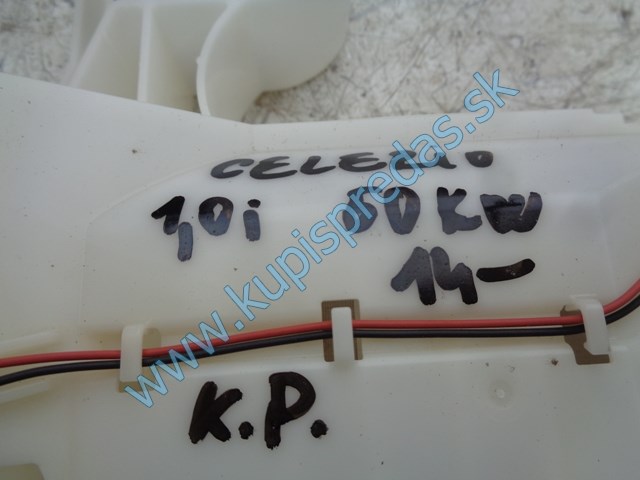 CELERIO
1,0i 50KW
14-
K.P.
www.kupispredas.sk